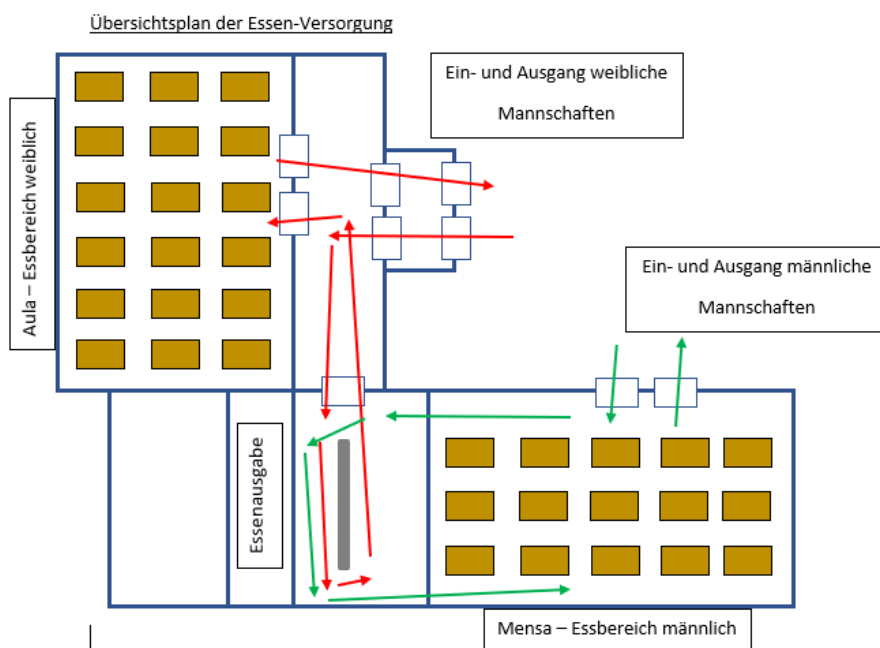 Übersichtsplan der Essen-Versorgung
Ein- und Ausgang weibliche
Mannschaften
Aula – Essbereich weiblich
Ein- und Ausgang männliche
Mannschaften
Essenausgabe
Mensa – Essbereich männlich